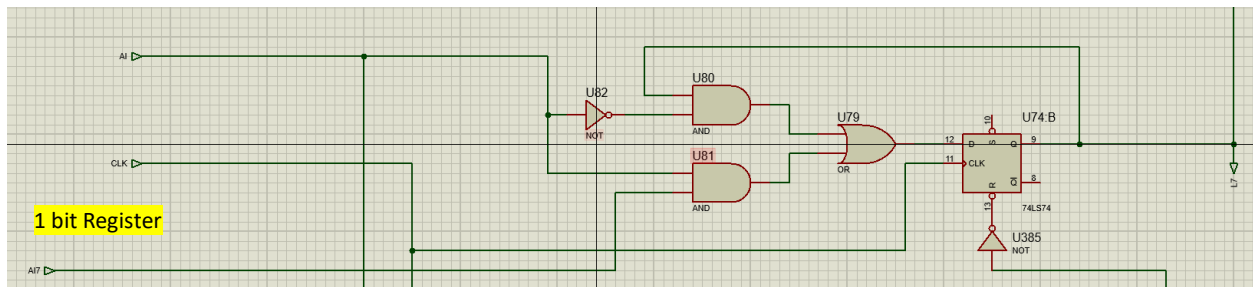 AI
CLK
1 bit Register
AI7
U82
NOT
U80
AND
U81
AND
U79
OR
U74:B
10
12
D
S
Q
9
11
CLK
R
Q!
8
13
74LS74
U385
NOT
L7